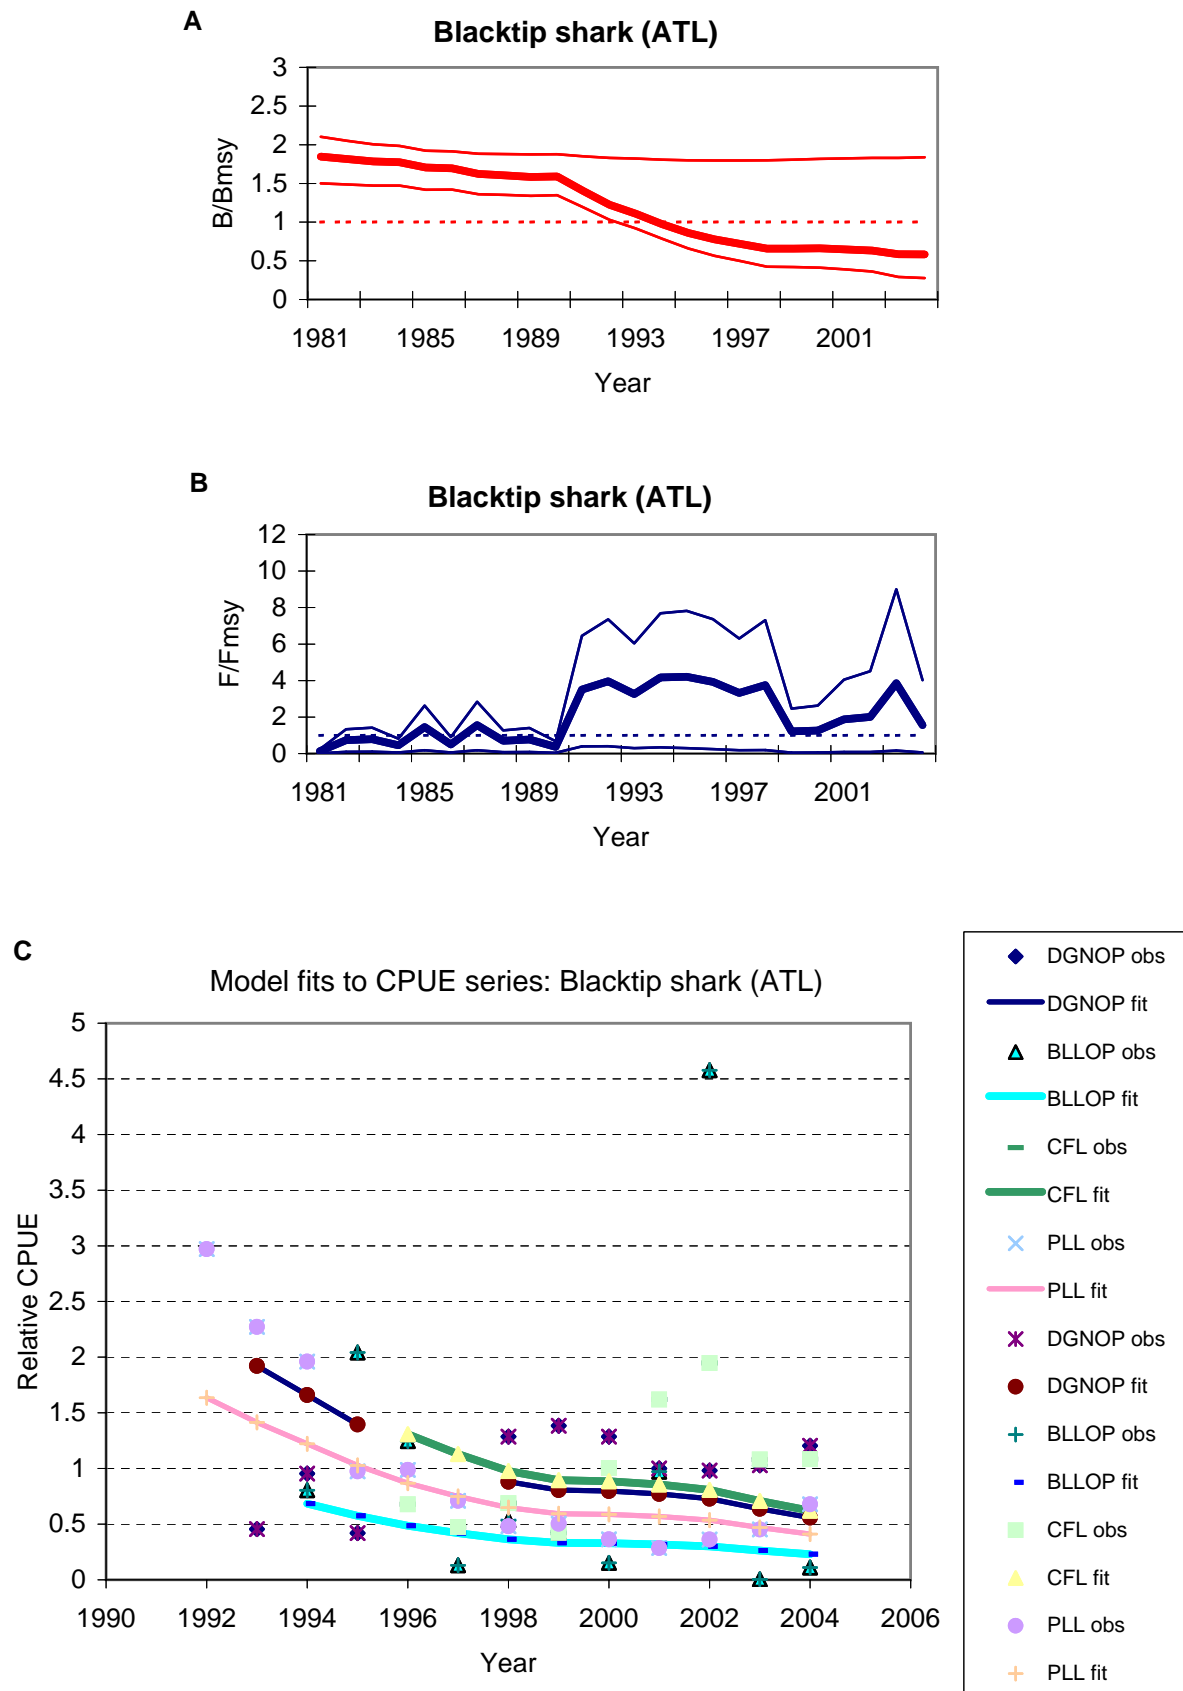 A
Blacktip shark (ATL)
3
2.5
2
1.5
1
0.5
0
B/Bmsy
1981 1985 1989 1993 1997 2001
Year
B
Blacktip shark (ATL)
12
10
8
6
4
2
0
F/Fmsy
1981 1985 1989 1993 1997 2001
Year
C
Model fits to CPUE series: Blacktip shark (ATL)
5
4.5
4
3.5
3
2.5
2
1.5
1
0.5
0
Relative CPUE
1990 1992 1994 1996 1998 2000 2002 2004 2006
Year
DGNOP obs
DGNOP fit
BLLOP obs
BLLOP fit
CFL obs
CFL fit
PLL obs
PLL fit
DGNOP obs
DGNOP fit
BLLOP obs
BLLOP fit
CFL obs
CFL fit
PLL obs
PLL fit